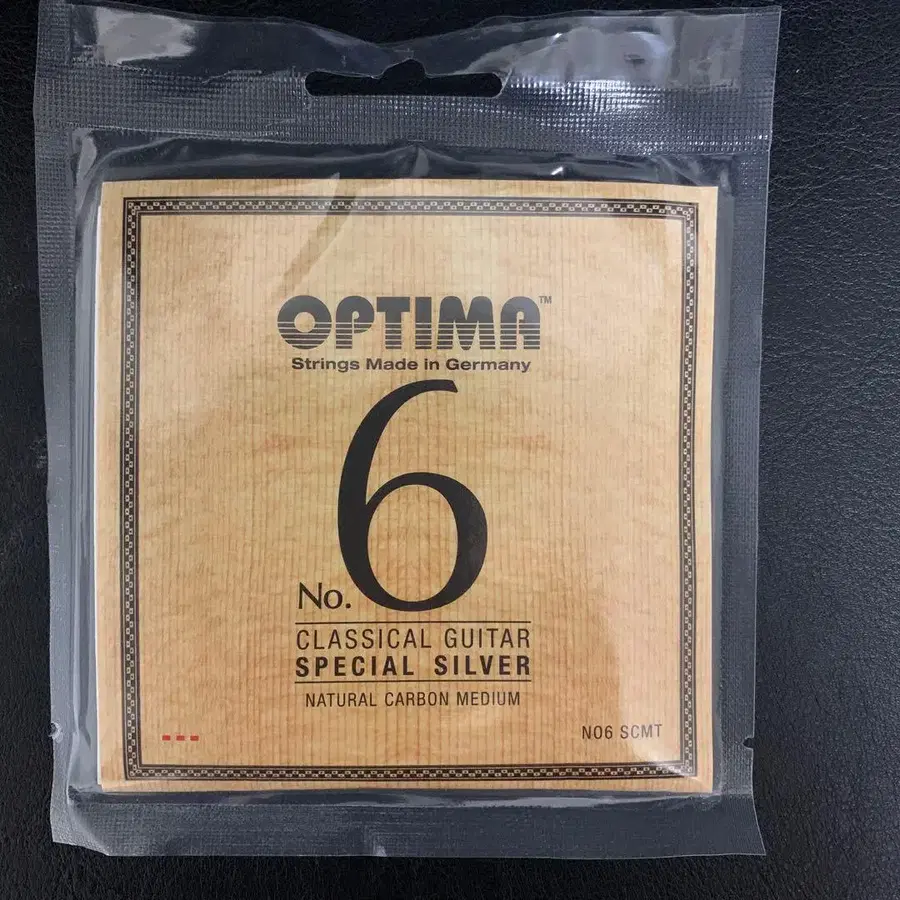 OPTIMA™
Strings Made in Germany
No. 6
CLASSICAL GUITAR
SPECIAL SILVER
NATURAL CARBON MEDIUM
NO6 SCMT